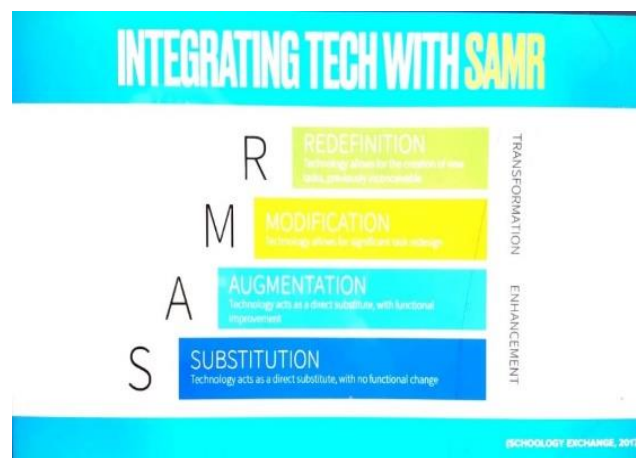 INTEGRATING TECH WITH SAMR
R
REDEFINITION
Technology allows for the creation of new
tasks, previously inconceivable
TRANSFORMATION
M
MODIFICATION
Technology allows for significant task redesign
A
AUGMENTATION
Technology acts as a direct substitute, with functional
improvement
ENHANCEMENT
S
SUBSTITUTION
Technology acts as a direct substitute, with no functional change
(SCHOOLOGY EXCHANGE, 2017